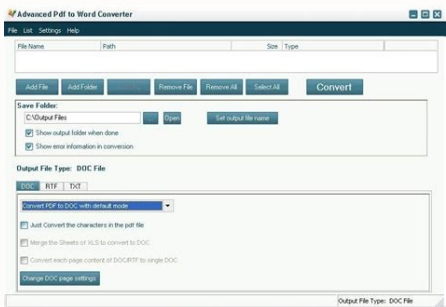 Advanced Pdf to Word Converter
File List Settings Help
File Name Path Size Type
Add File Add Folder Remove File Remove All Select All Convert
Save Folder:
C:\Output Files Open Set output file name
Show output folder when done
Show error information in conversion
Output File Type: DOC File
DOC RTF TXT
Convert PDF to DOC with default mode
Just Convert the characters in the pdf file
Merge the Sheets of XLS to convert to DOC
Convert each page content of DOC/RTF to single DOC
Change DOC page settings
Output File Type: DOC File